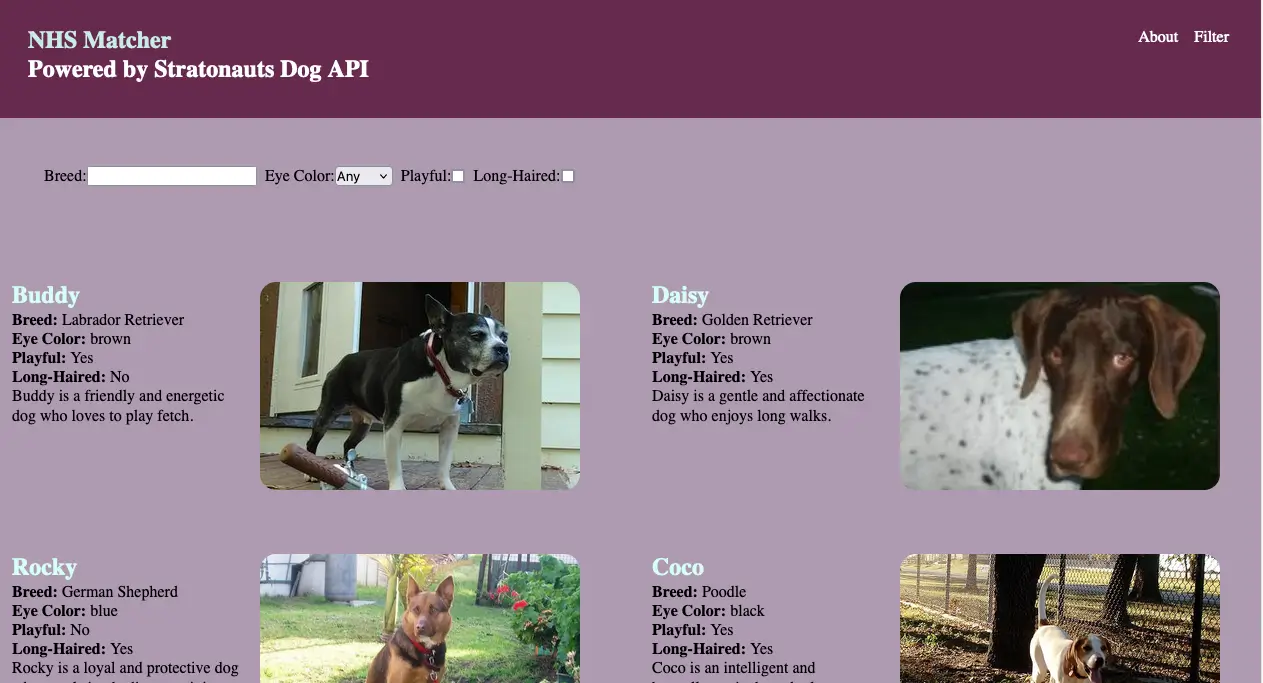 NHS Matcher
Powered by Stratonauts Dog API
About Filter
Breed: Eye Color: Any Playful: Long-Haired:
Buddy
Breed: Labrador Retriever
Eye Color: brown
Playful: Yes
Long-Haired: No
Buddy is a friendly and energetic
dog who loves to play fetch.
Daisy
Breed: Golden Retriever
Eye Color: brown
Playful: Yes
Long-Haired: Yes
Daisy is a gentle and affectionate
dog who enjoys long walks.
Rocky
Breed: German Shepherd
Eye Color: blue
Playful: No
Long-Haired: Yes
Rocky is a loyal and protective dog
Coco
Breed: Poodle
Eye Color: black
Playful: Yes
Long-Haired: Yes
Coco is an intelligent and